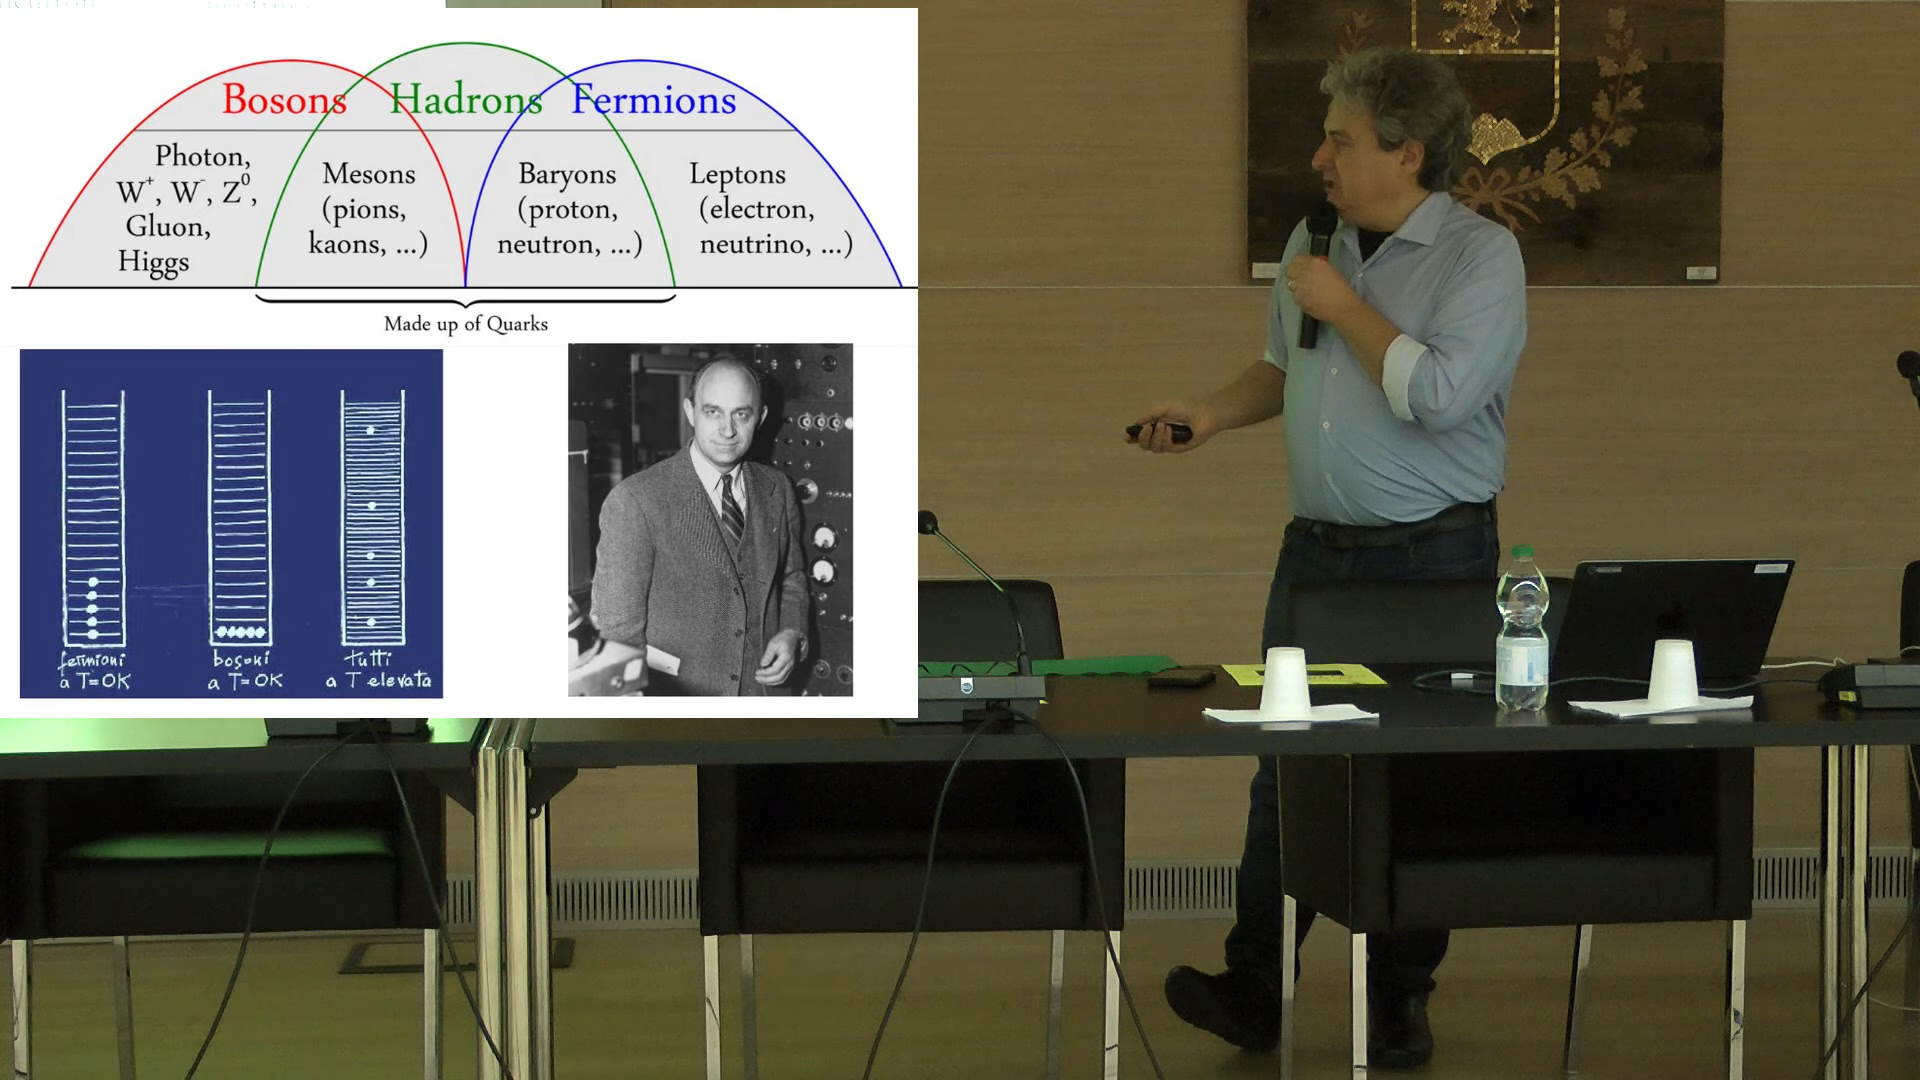 Bosons Hadrons Fermions
Photon,
W⁺, W⁻, Z⁰,
Gluon,
Higgs
Mesons
(pions,
kaons, ...)
Baryons
(proton,
neutron, ...)
Leptons
(electron,
neutrino, ...)
Made up of Quarks
fermioni
a T=0K
bosoni
a T=0K
tutti
a T elevata